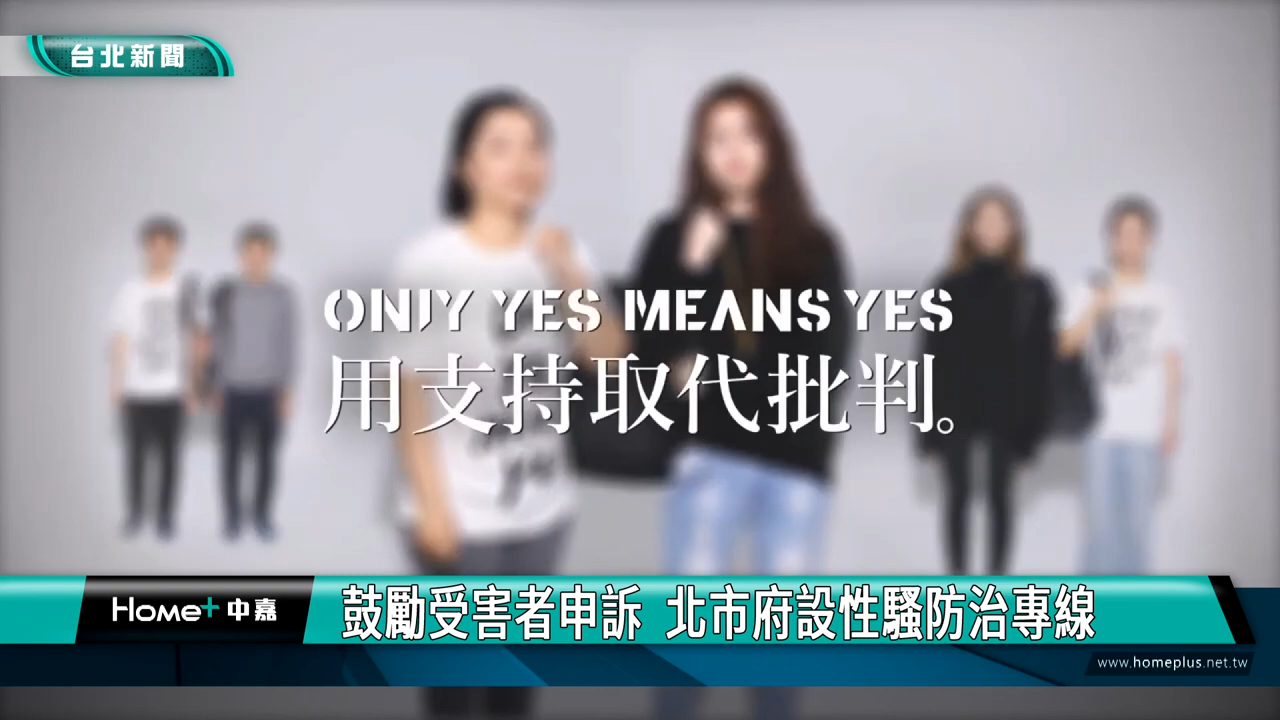 台北新聞
ONLY YES MEANS YES
用支持取代批判。
Home+中嘉
鼓勵受害者申訴 北市府設性騷防治專線
www.homeplus.net.tw